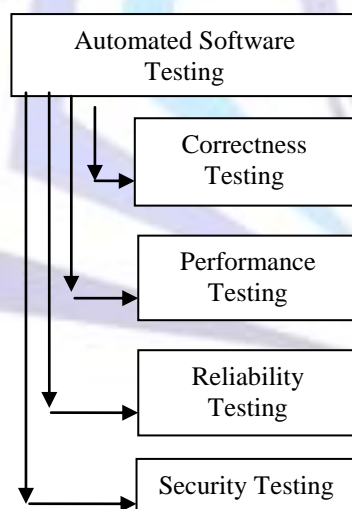 Automated Software
Testing
Correctness
Testing
Performance
Testing
Reliability
Testing
Security Testing